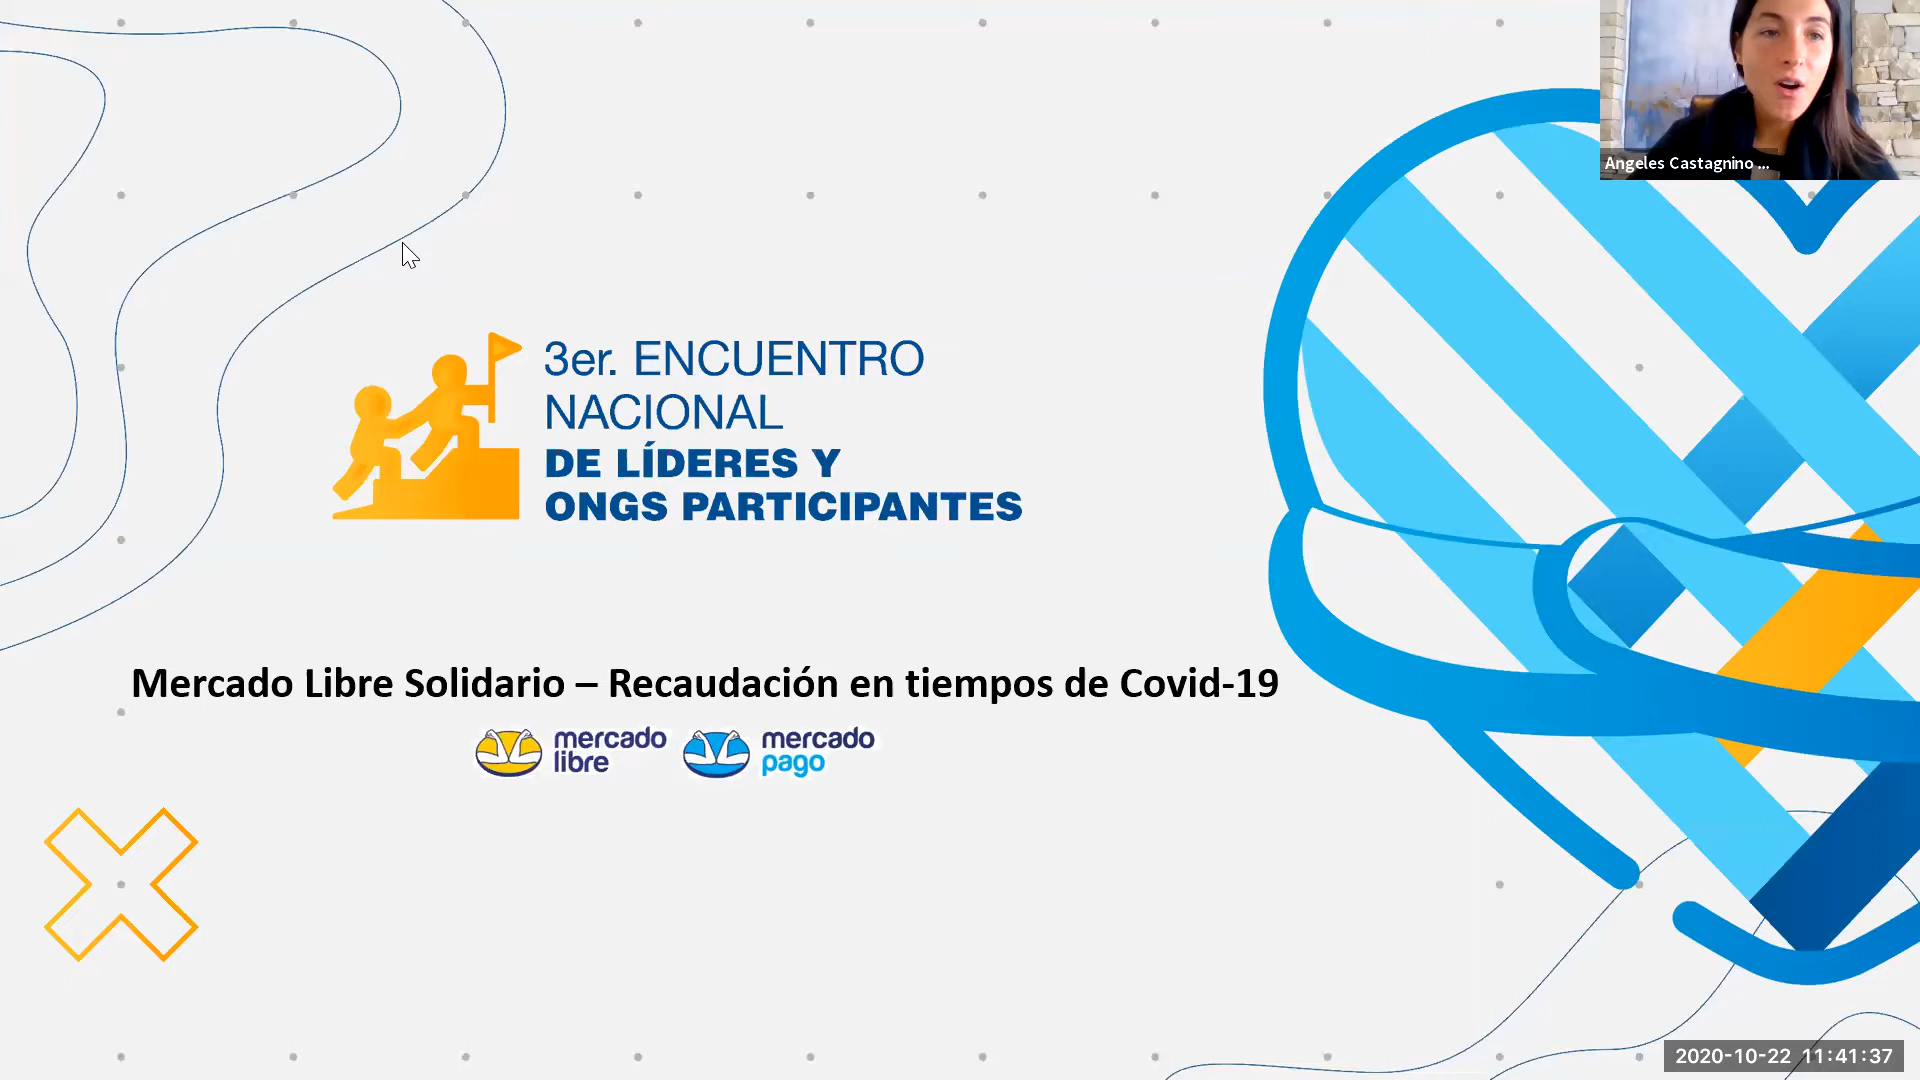 Angeles Castagnino ...
3er. ENCUENTRO
NACIONAL
DE LÍDERES Y
ONGS PARTICIPANTES
Mercado Libre Solidario – Recaudación en tiempos de Covid-19
mercado
libre
mercado
pago
2020-10-22 11:41:37